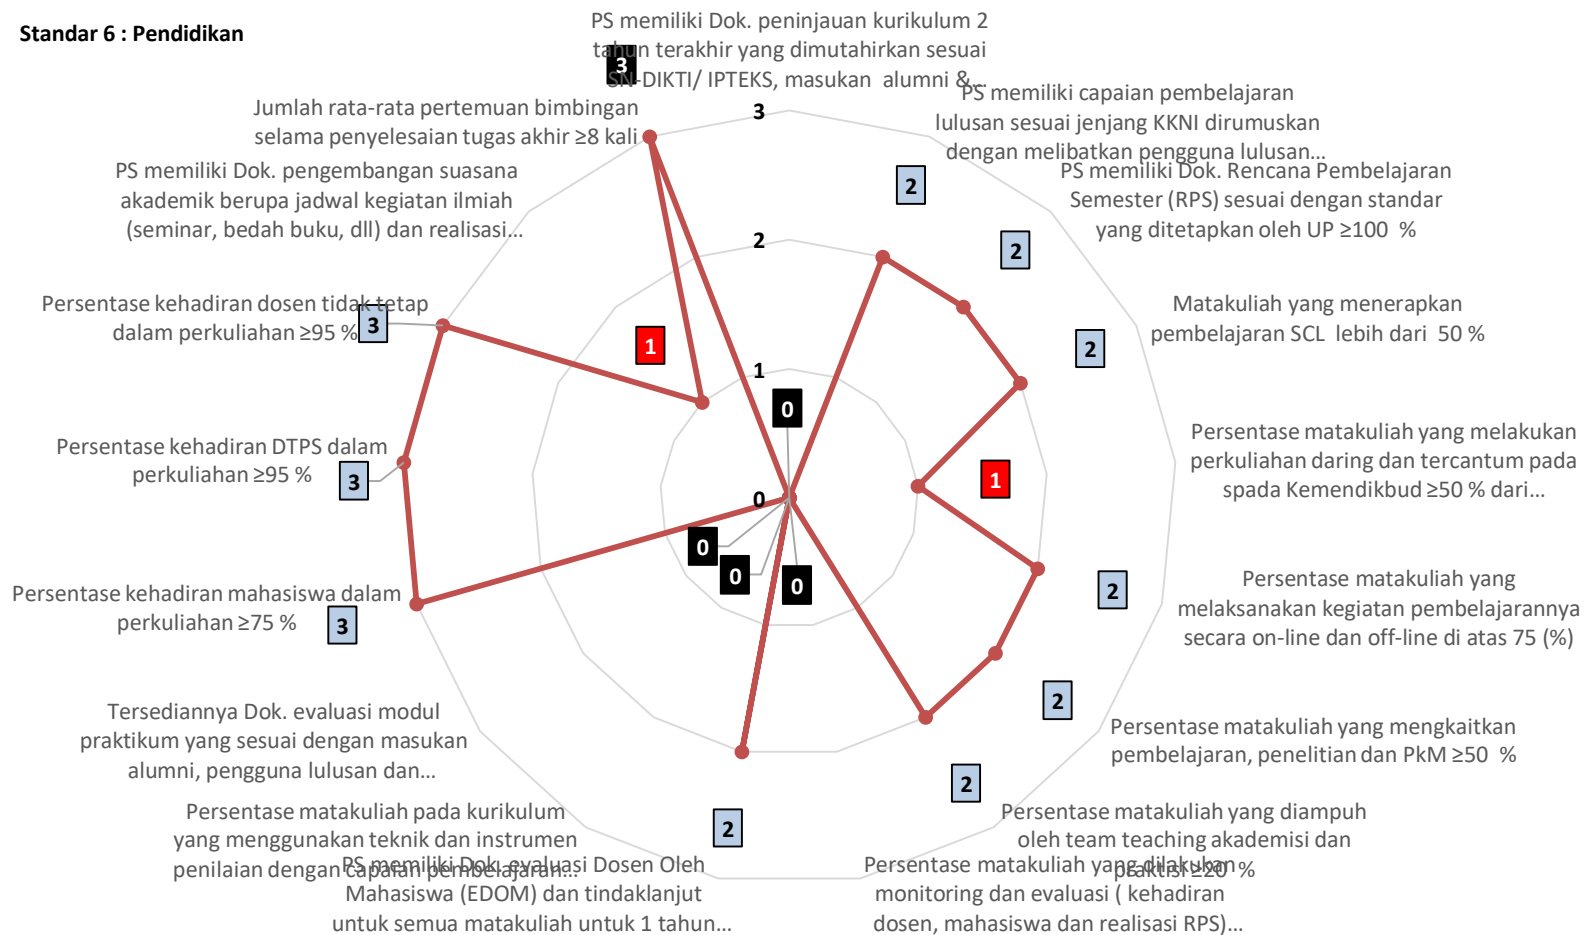 Standar 6 : Pendidikan
PS memiliki Dok. peninjauan kurikulum 2
tahun terakhir yang dimutahirkan sesuai
SN-DIKTI/ IPTEKS, masukan alumni &...
PS memiliki capaian pembelajaran
lulusan sesuai jenjang KKNI dirumuskan
dengan melibatkan pengguna lulusan...
PS memiliki Dok. Rencana Pembelajaran
Semester (RPS) sesuai dengan standar
yang ditetapkan oleh UP ≥100 %
Matakuliah yang menerapkan
pembelajaran SCL lebih dari 50 %
Persentase matakuliah yang melakukan
perkuliahan daring dan tercantum pada
spada Kemendikbud ≥50 % dari...
Persentase matakuliah yang
melaksanakan kegiatan pembelajarannya
secara on-line dan off-line di atas 75 (%)
Persentase matakuliah yang mengkaitkan
pembelajaran, penelitian dan PkM ≥50 %
Persentase matakuliah yang diampuh
oleh team teaching akademisi dan
praktisi ≥20 %
Persentase matakuliah yang dilakukan
monitoring dan evaluasi ( kehadiran
dosen, mahasiswa dan realisasi RPS)...
PS memiliki Dok. evaluasi Dosen Oleh
Mahasiswa (EDOM) dan tindaklanjut
untuk semua matakuliah untuk 1 tahun...
Persentase matakuliah pada kurikulum
yang menggunakan teknik dan instrumen
penilaian dengan capaian pembelajaran...
Tersediannya Dok. evaluasi modul
praktikum yang sesuai dengan masukan
alumni, pengguna lulusan dan...
Persentase kehadiran mahasiswa dalam
perkuliahan ≥75 %
Persentase kehadiran DTPS dalam
perkuliahan ≥95 %
Persentase kehadiran dosen tidak tetap
dalam perkuliahan ≥95 %
PS memiliki Dok. pengembangan suasana
akademik berupa jadwal kegiatan ilmiah
(seminar, bedah buku, dll) dan realisasi...
Jumlah rata-rata pertemuan bimbingan
selama penyelesaian tugas akhir ≥8 kali
3
2
1
0
0
2
2
2
1
2
2
2
0
2
0
0
3
3
3
1
3